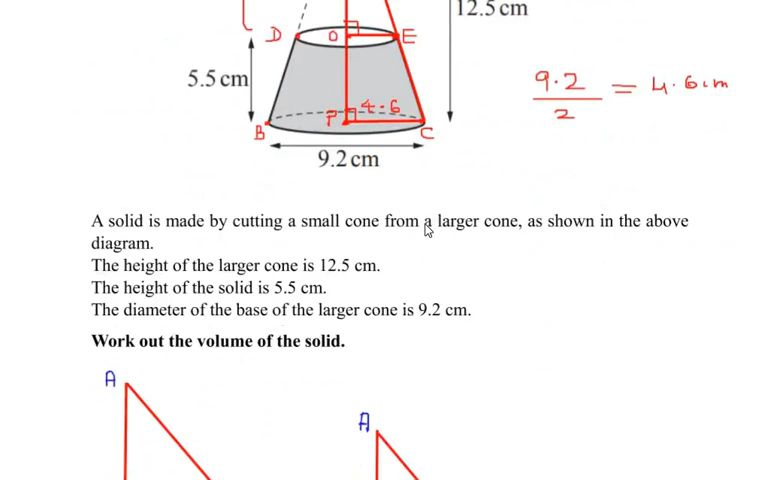 12.5 cm
D O E
5.5 cm
9.2
2
= 4.6cm
P 4.6
B C
9.2 cm
A solid is made by cutting a small cone from a larger cone, as shown in the above
diagram.
The height of the larger cone is 12.5 cm.
The height of the solid is 5.5 cm.
The diameter of the base of the larger cone is 9.2 cm.
Work out the volume of the solid.
A
A